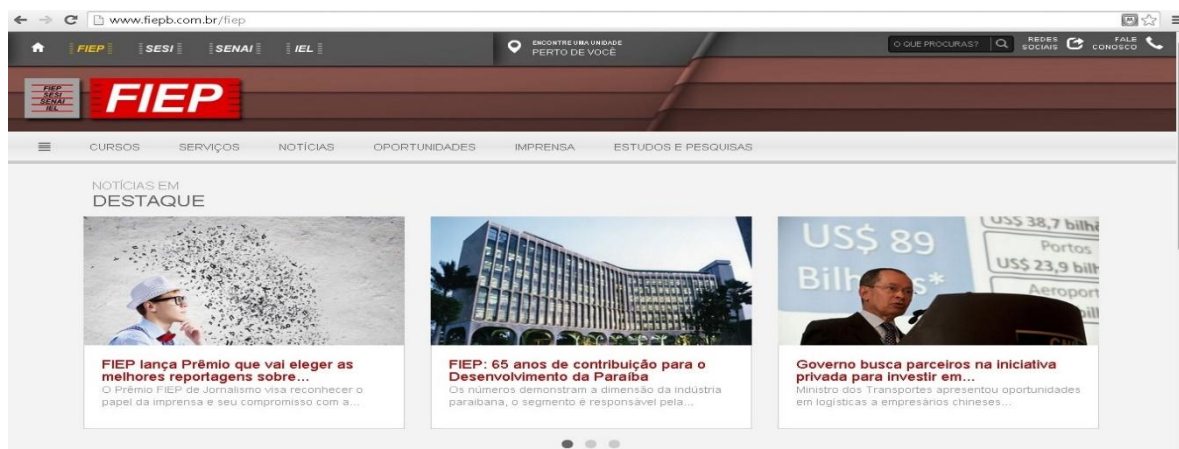 www.fiepb.com.br/fiep
FIEP SESI SENAI IEL
ENCONTRE UMA UNIDADE
PERTO DE VOCÊ
O QUE PROCURAS?
REDES
SOCIAIS
FALE
CONOSCO
FIEP
SESI
SENAI
IEL
FIEP
CURSOS SERVIÇOS NOTÍCIAS OPORTUNIDADES IMPRENSA ESTUDOS E PESQUISAS
NOTÍCIAS EM
DESTAQUE
FIEP lança Prêmio que vai eleger as
melhores reportagens sobre...
O Prêmio FIEP de Jornalismo visa reconhecer o
papel da imprensa e seu compromisso com a...
FIEP: 65 anos de contribuição para o
Desenvolvimento da Paraíba
Os números demonstram a dimensão da indústria
paraibana, o segmento é responsável pela...
US$ 89
US$ 38,7
Portos
US$ 23,9
Governo busca parceiros na iniciativa
privada para investir em...
Ministro dos Transportes apresentou oportunidades
em logísticas a empresários chineses...